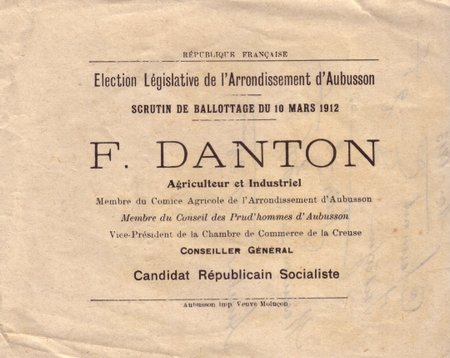 RÉPUBLIQUE FRANÇAISE
Election Législative de l'Arrondissement d'Aubusson
SCRUTIN DE BALLOTTAGE DU 10 MARS 1912
F. DANTON
Agriculteur et Industriel
Membre du Comice Agricole de l'Arrondissement d'Aubusson
Membre du Conseil des Prud'hommes d'Aubusson
Vice-Président de la Chambre de Commerce de la Creuse
CONSEILLER GÉNÉRAL
Candidat Républicain Socialiste
Aubusson imp. Veuve Moinçon